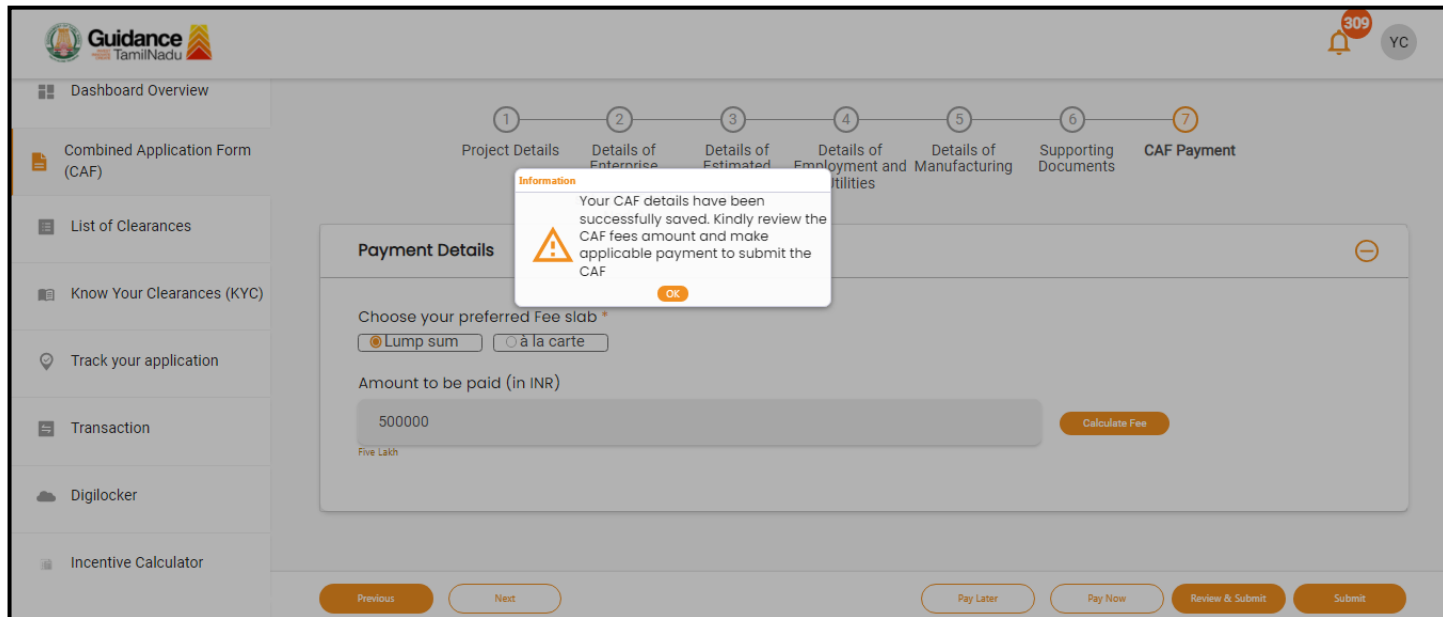 Guidance
TamilNadu
309
YC
Dashboard Overview
Combined Application Form
(CAF)
List of Clearances
Know Your Clearances (KYC)
Track your application
Transaction
Digilocker
Incentive Calculator
1
2
3
4
5
6
7
Project Details
Details of
Enterprise
Details of
Estimated
Details of
Employment and
Utilities
Details of
Manufacturing
Supporting
Documents
CAF Payment
Information
Your CAF details have been
successfully saved. Kindly review the
CAF fees amount and make
applicable payment to submit the
CAF
OK
Payment Details
Choose your preferred Fee slab *
Lump sum
à la carte
Amount to be paid (in INR)
500000
Calculate Fee
Five Lakh
Previous
Next
Pay Later
Pay Now
Review & Submit
Submit